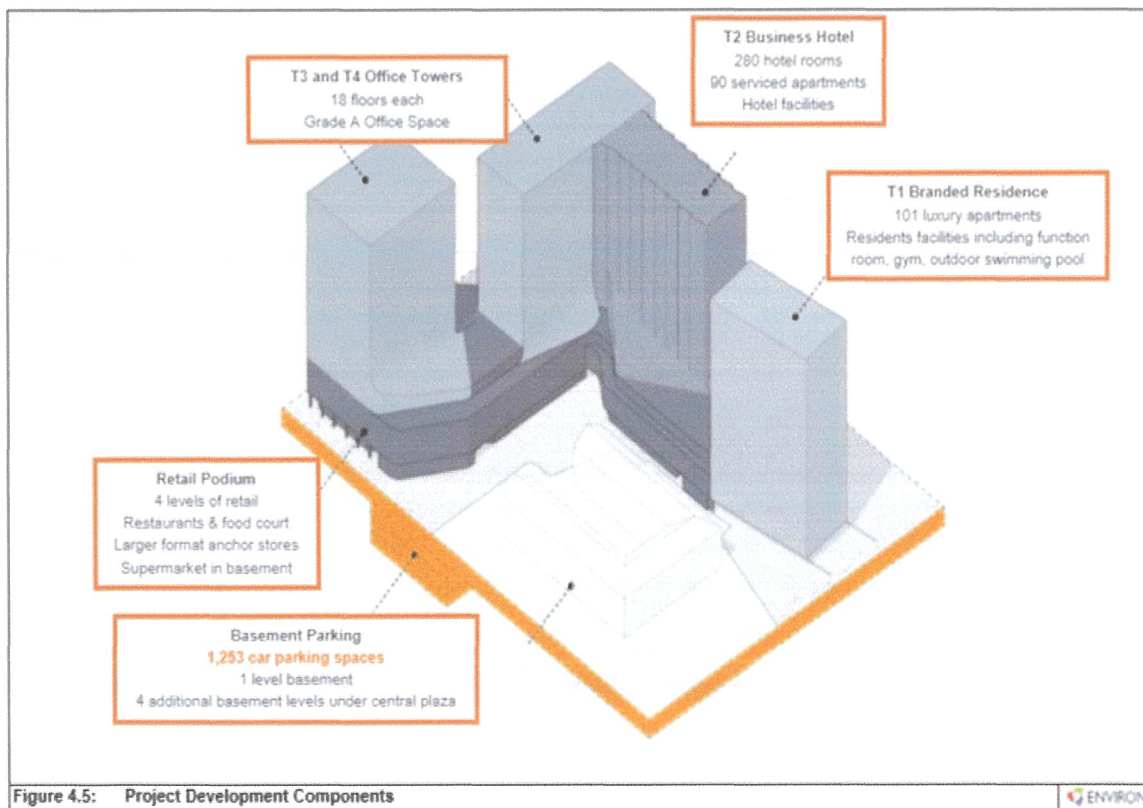 T2 Business Hotel
280 hotel rooms
90 serviced apartments
Hotel facilities
T3 and T4 Office Towers
18 floors each
Grade A Office Space
T1 Branded Residence
101 luxury apartments
Residents facilities including function
room, gym, outdoor swimming pool
Retail Podium
4 levels of retail
Restaurants & food court
Larger format anchor stores
Supermarket in basement
Basement Parking
1,253 car parking spaces
1 level basement
4 additional basement levels under central plaza
Figure 4.5: Project Development Components
ENVIRON